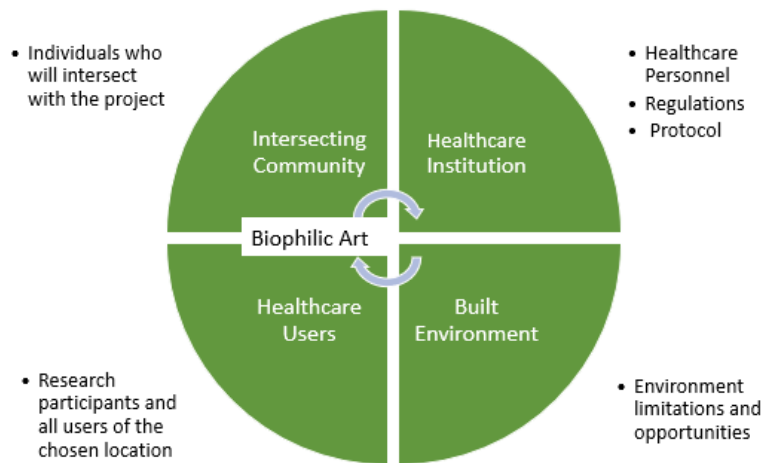 • Individuals who
will intersect
with the project
• Healthcare
Personnel
• Regulations
• Protocol
Intersecting
Community
Healthcare
Institution
Biophilic Art
Healthcare
Users
Built
Environment
• Research
participants and
all users of the
chosen location
• Environment
limitations and
opportunities